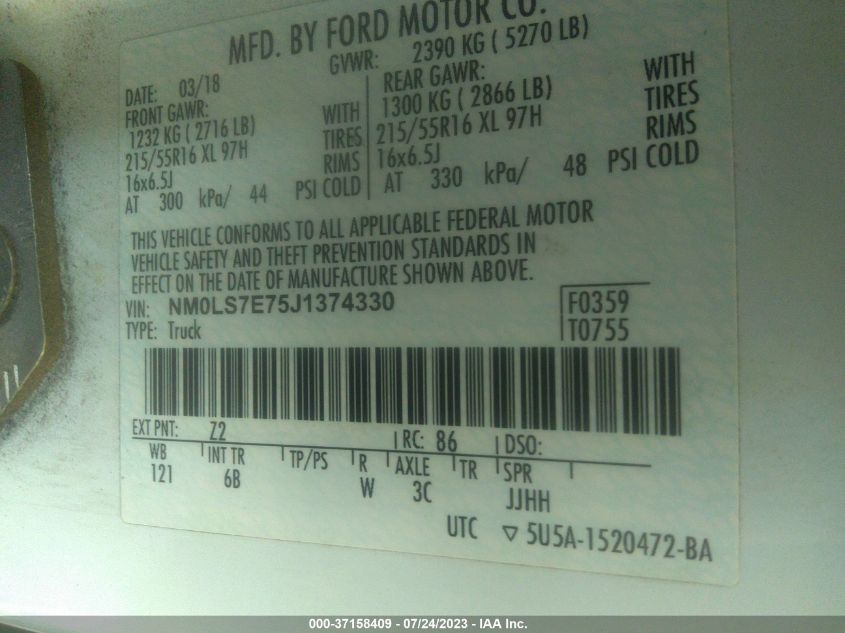 MFD. BY FORD MOTOR CO.
DATE: 03/18
GVWR: 2390 KG ( 5270 LB)
FRONT GAWR:
1232 KG ( 2716 LB)
WITH
215/55R16 XL 97H
TIRES
16x6.5J
RIMS
AT 300 kPa/ 44 PSI COLD
REAR GAWR:
1300 KG ( 2866 LB)
WITH
215/55R16 XL 97H
TIRES
16x6.5J
RIMS
AT 330 kPa/ 48 PSI COLD
THIS VEHICLE CONFORMS TO ALL APPLICABLE FEDERAL MOTOR
VEHICLE SAFETY AND THEFT PREVENTION STANDARDS IN
EFFECT ON THE DATE OF MANUFACTURE SHOWN ABOVE.
VIN: NM0LS7E75J1374330
F0359
TYPE: Truck
T0755
EXT PNT: Z2 RC: 86 DSO:
WB INT TR TP/PS R AXLE TR SPR
121 6B W 3C JJHH
UTC ▽ 5U5A-1520472-BA
000-37158409 - 07/24/2023 - IAA Inc.